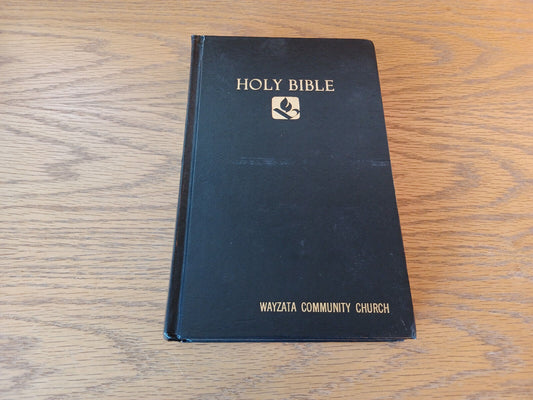 HOLY BIBLE
WAYZATA COMMUNITY CHURCH